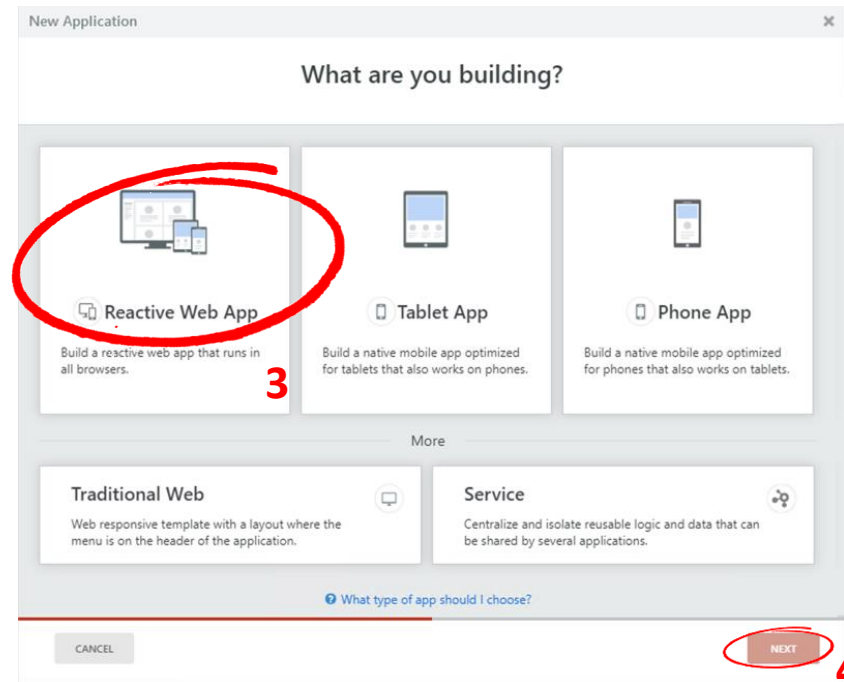 New Application
What are you building?
Reactive Web App
Build a reactive web app that runs in
all browsers.
3
Tablet App
Build a native mobile app optimized
for tablets that also works on phones.
Phone App
Build a native mobile app optimized
for phones that also works on tablets.
More
Traditional Web
Web responsive template with a layout where the
menu is on the header of the application.
Service
Centralize and isolate reusable logic and data that can
be shared by several applications.
What type of app should I choose?
CANCEL
NEXT
4